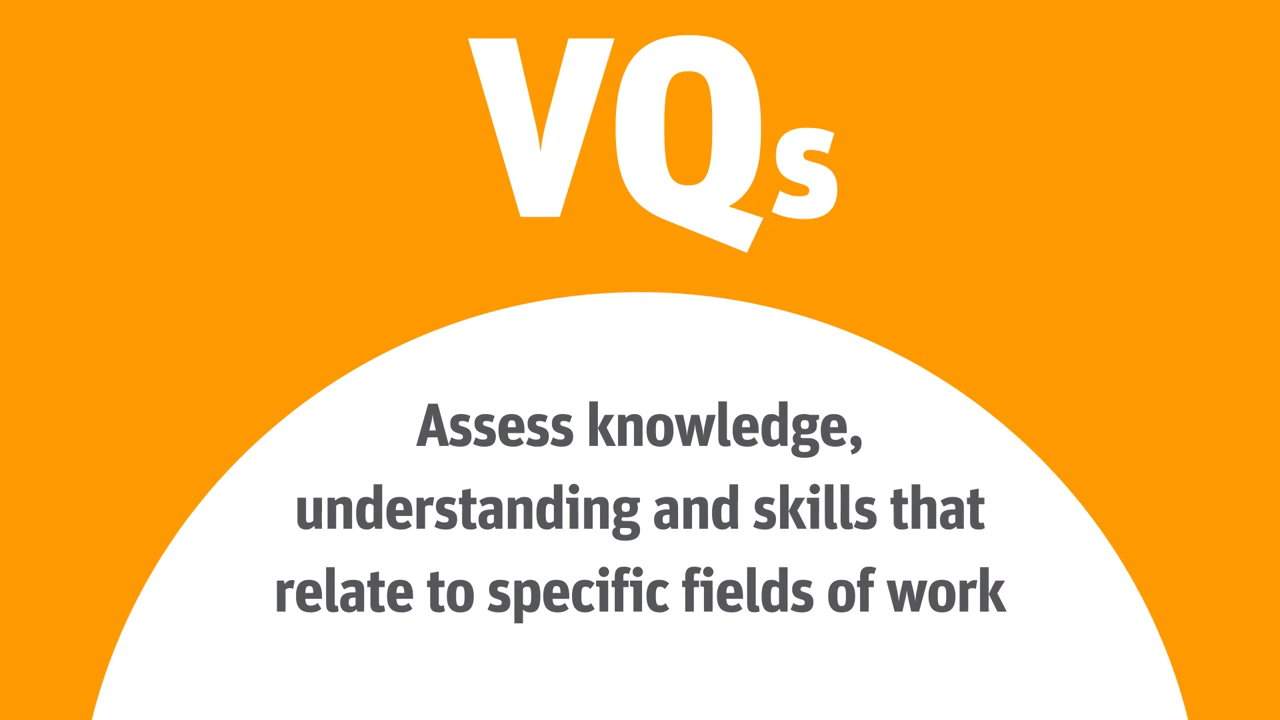 VQs
Assess knowledge,
understanding and skills that
relate to specific fields of work